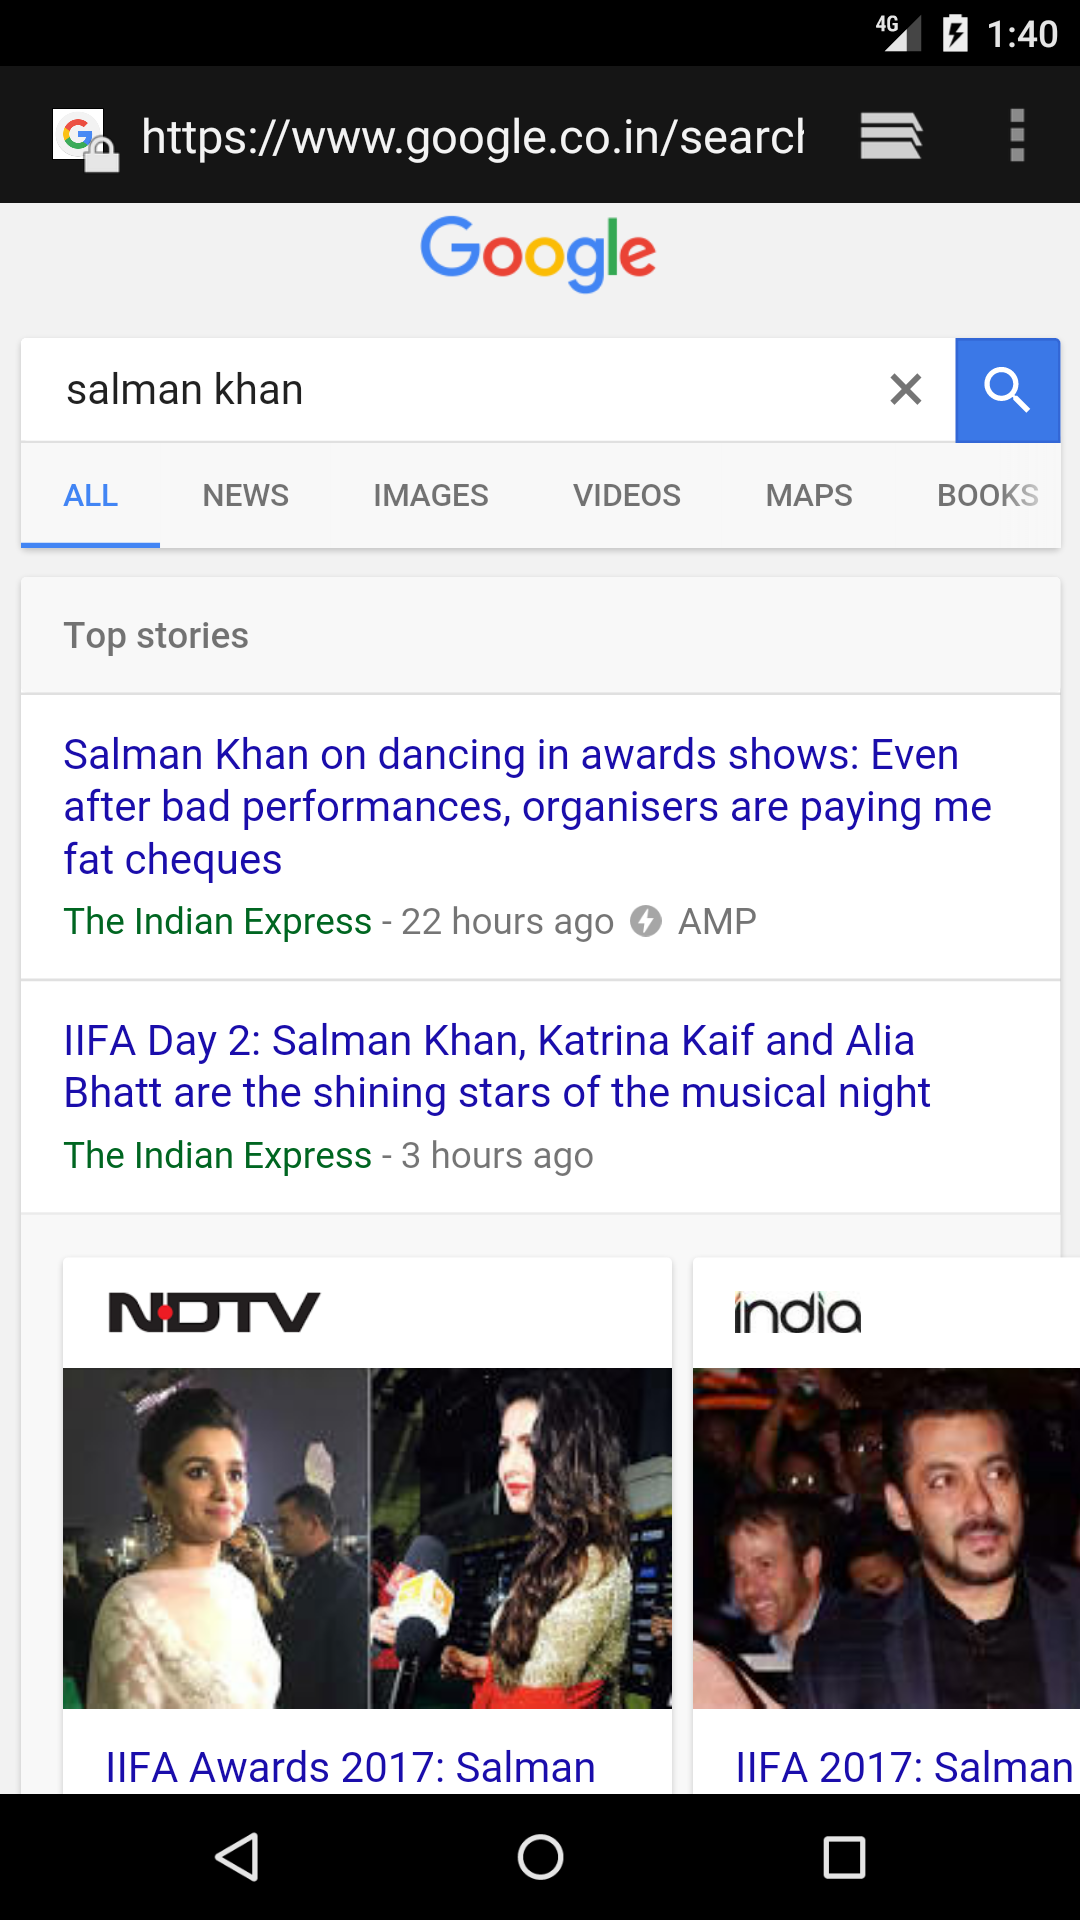 4G 1:40
https://www.google.co.in/search
Google
salman khan
ALL NEWS IMAGES VIDEOS MAPS BOOKS
Top stories
Salman Khan on dancing in awards shows: Even
after bad performances, organisers are paying me
fat cheques
The Indian Express - 22 hours ago AMP
IIFA Day 2: Salman Khan, Katrina Kaif and Alia
Bhatt are the shining stars of the musical night
The Indian Express - 3 hours ago
NDTV
india
IIFA Awards 2017: Salman
IIFA 2017: Salman